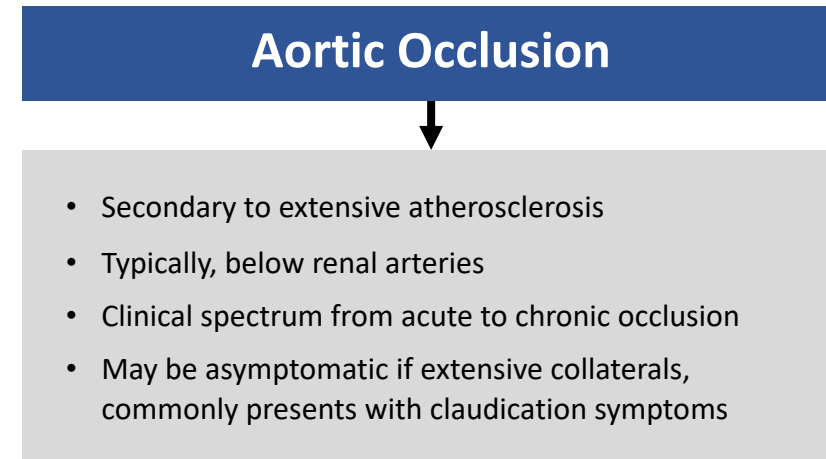 Aortic Occlusion
• Secondary to extensive atherosclerosis
• Typically, below renal arteries
• Clinical spectrum from acute to chronic occlusion
• May be asymptomatic if extensive collaterals,
commonly presents with claudication symptoms